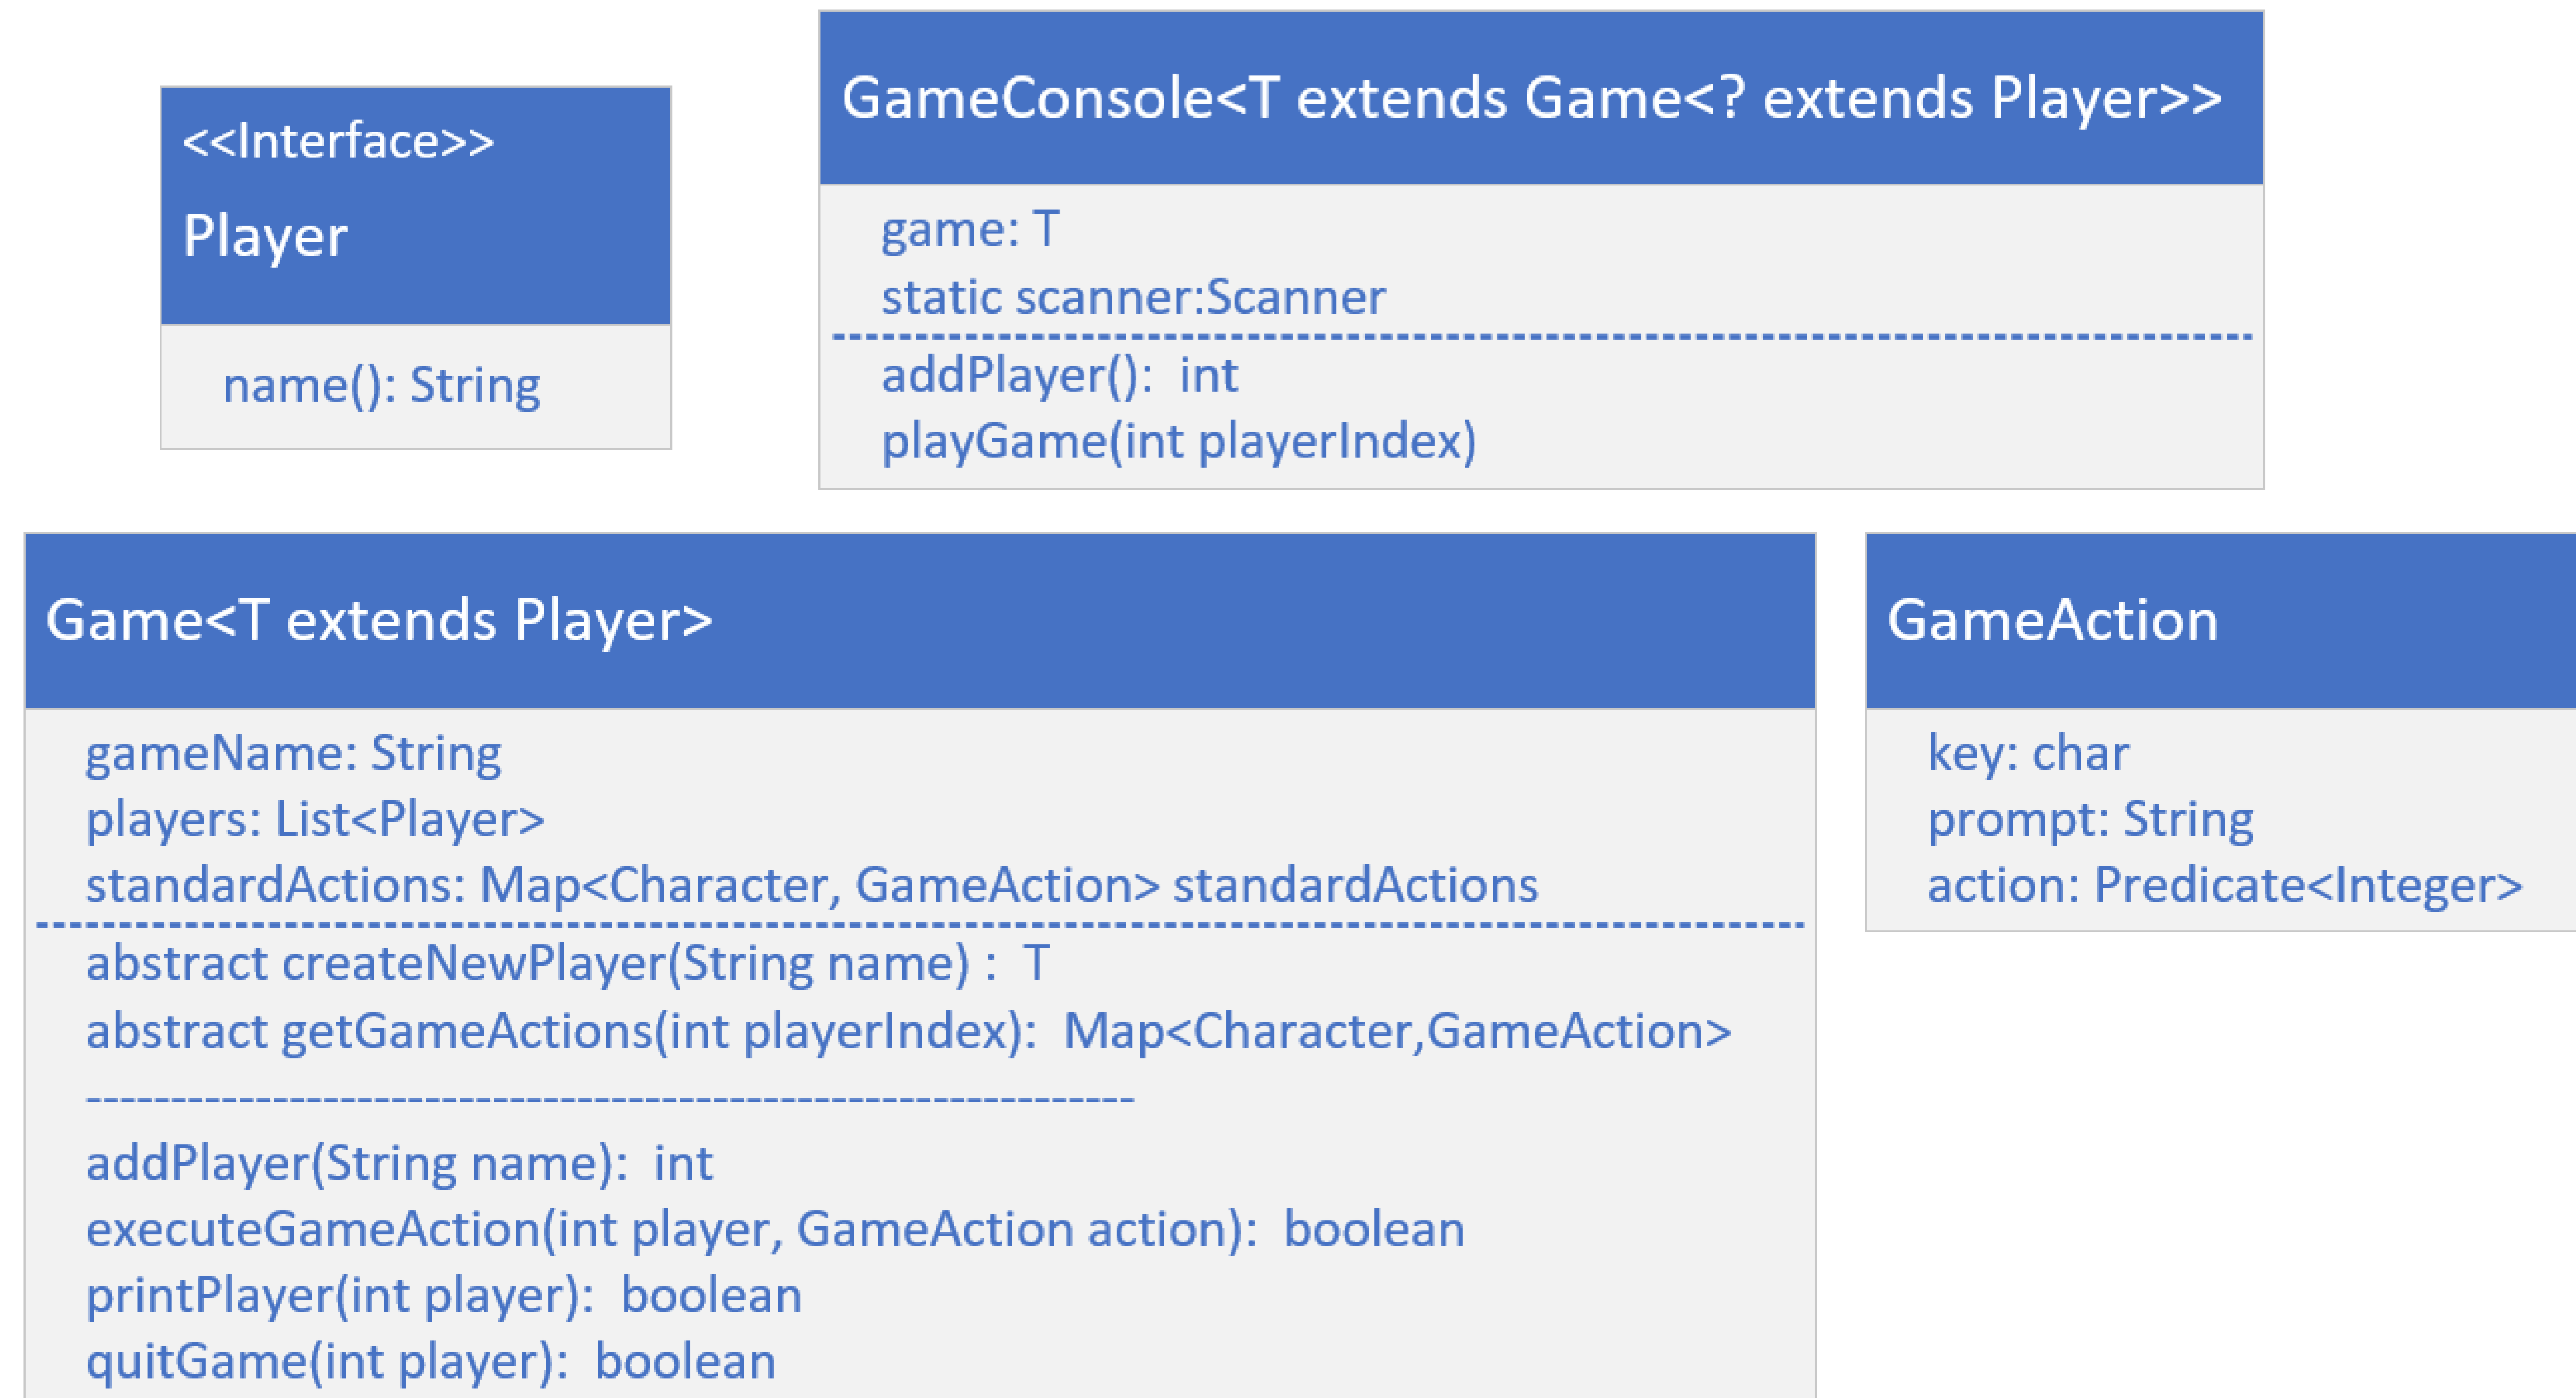 <<Interface>>
Player
name(): String
GameConsole<T extends Game<? extends Player>>
game: T
static scanner:Scanner
addPlayer():  int
playGame(int playerIndex)
Game<T extends Player>
gameName: String
players: List<Player>
standardActions: Map<Character, GameAction> standardActions
abstract createNewPlayer(String name) :  T
abstract getGameActions(int playerIndex):  Map<Character,GameAction>
addPlayer(String name):  int
executeGameAction(int player, GameAction action):  boolean
printPlayer(int player):  boolean
quitGame(int player):  boolean
GameAction
key: char
prompt: String
action: Predicate<Integer>